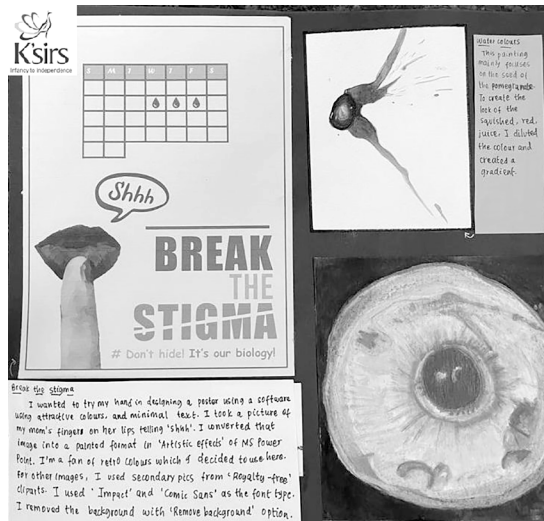 K'sirs
Infancy to independence
S M T W T F S
Shhh
BREAK
THE
STIGMA
# Don't hide! It's our biology!
Break the stigma
I wanted to try my hand in designing a poster using a software
using attractive colours, and minimal text. I took a picture of
my mom's fingers on her lips telling 'shhh'. I converted that
image into a painted format in 'Artistic effects' of MS Power
Point. I'm a fan of retro colours which I decided to use here.
For other images, I used secondary pics from 'Royalty-free'
cliparts. I used 'Impact' and 'Comic Sans' as the font type.
I removed the background with 'Remove background' option.
Water colours
This painting
mainly focuses
on the seed of
the pomegranate.
To create the
look of the
squished, red
juice, I diluted
the colour and
created a
gradient.